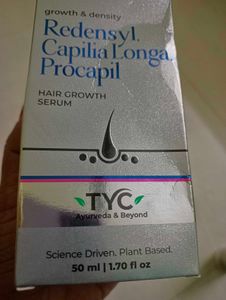 growth & density
Redensyl,
Capilia Longa,
Procapil
HAIR GROWTH
SERUM
TYC
Ayurveda & Beyond
Science Driven. Plant Based.
50 ml | 1.70 fl oz